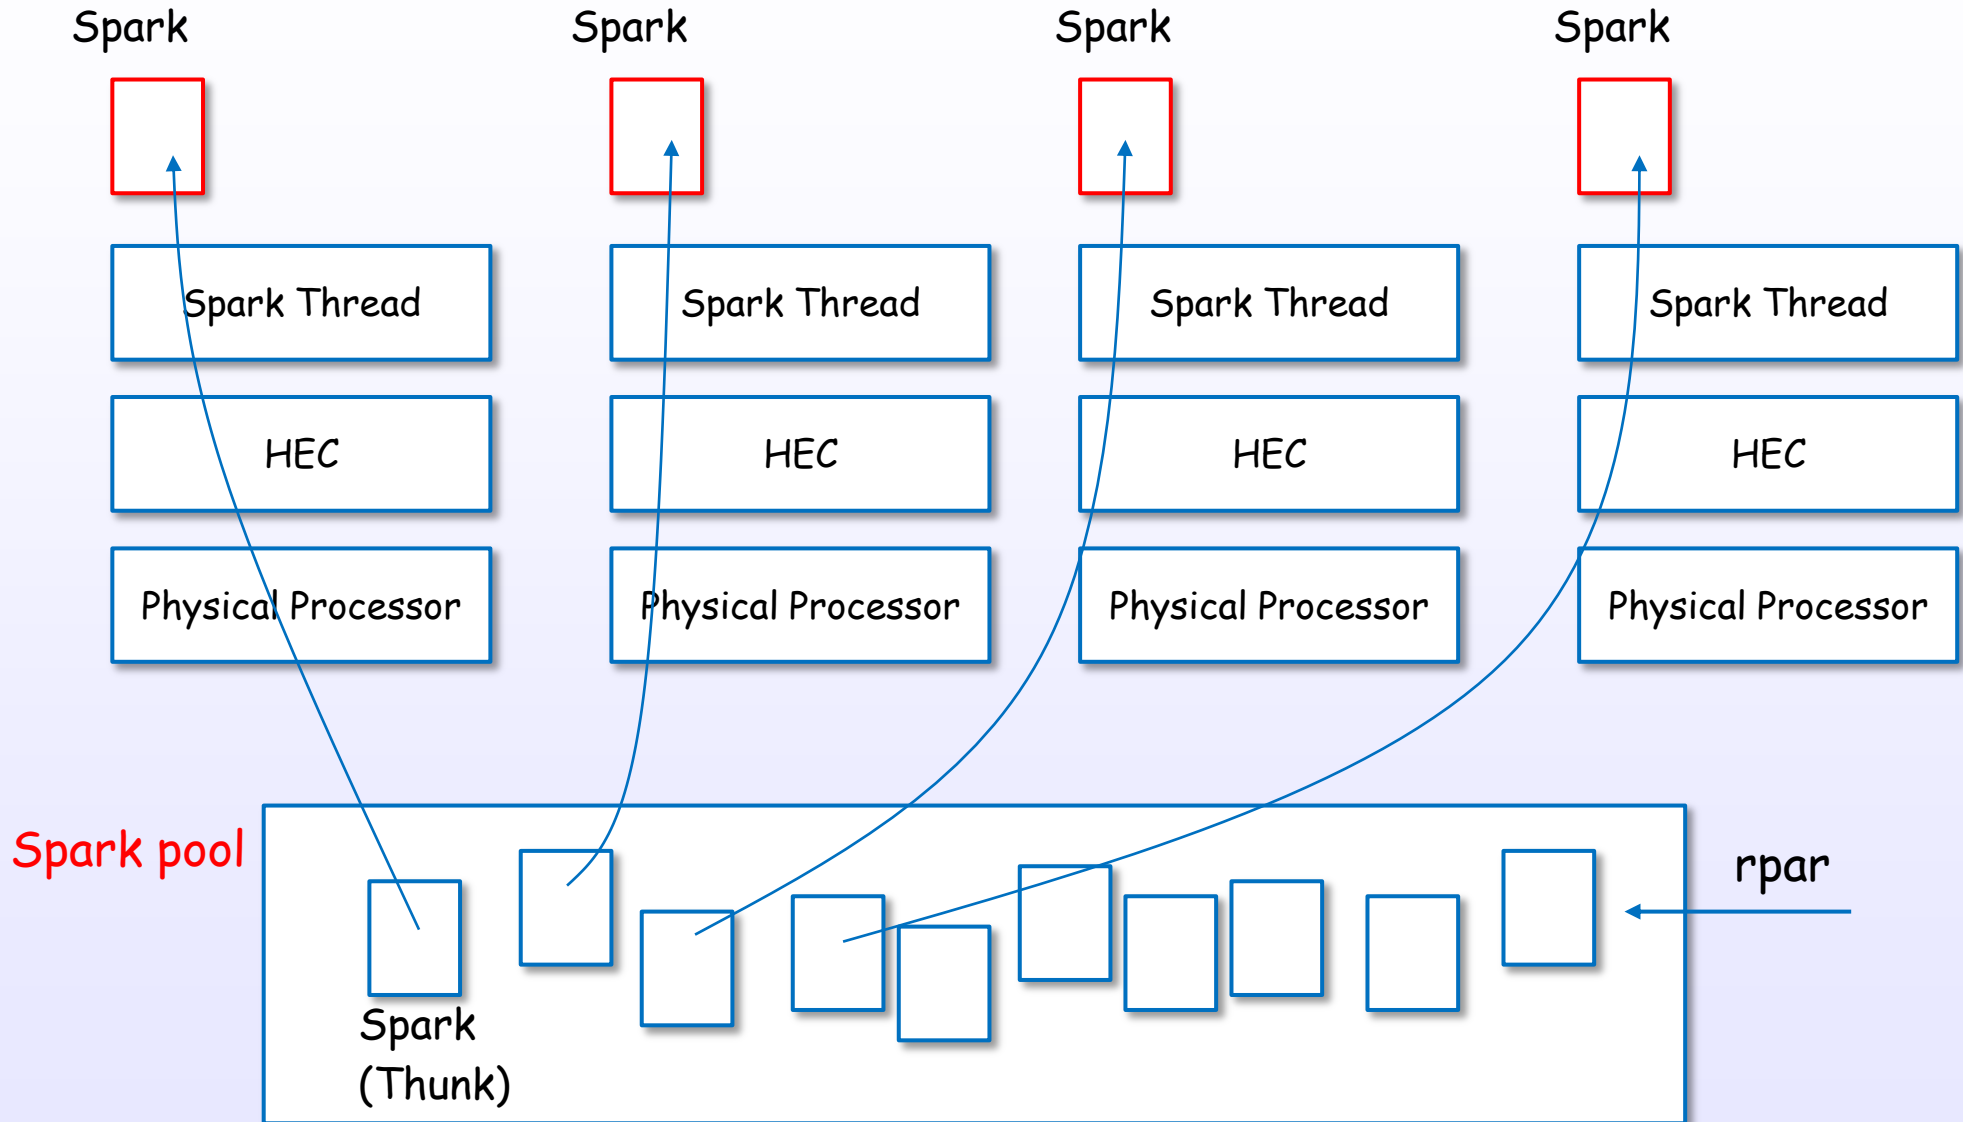 Spark Spark Spark Spark
Spark Thread Spark Thread Spark Thread Spark Thread
HEC HEC HEC HEC
Physical Processor Physical Processor Physical Processor Physical Processor
Spark pool
rpar
Spark
(Thunk)